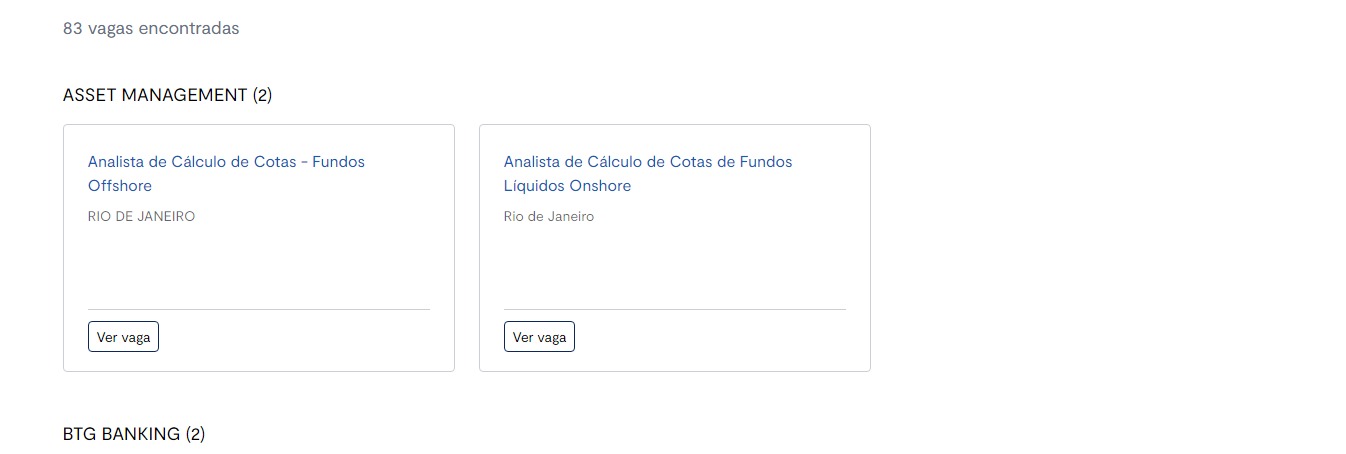 83 vagas encontradas
ASSET MANAGEMENT (2)
Analista de Cálculo de Cotas - Fundos
Offshore
RIO DE JANEIRO
Ver vaga
Analista de Cálculo de Cotas de Fundos
Líquidos Onshore
Rio de Janeiro
Ver vaga
BTG BANKING (2)